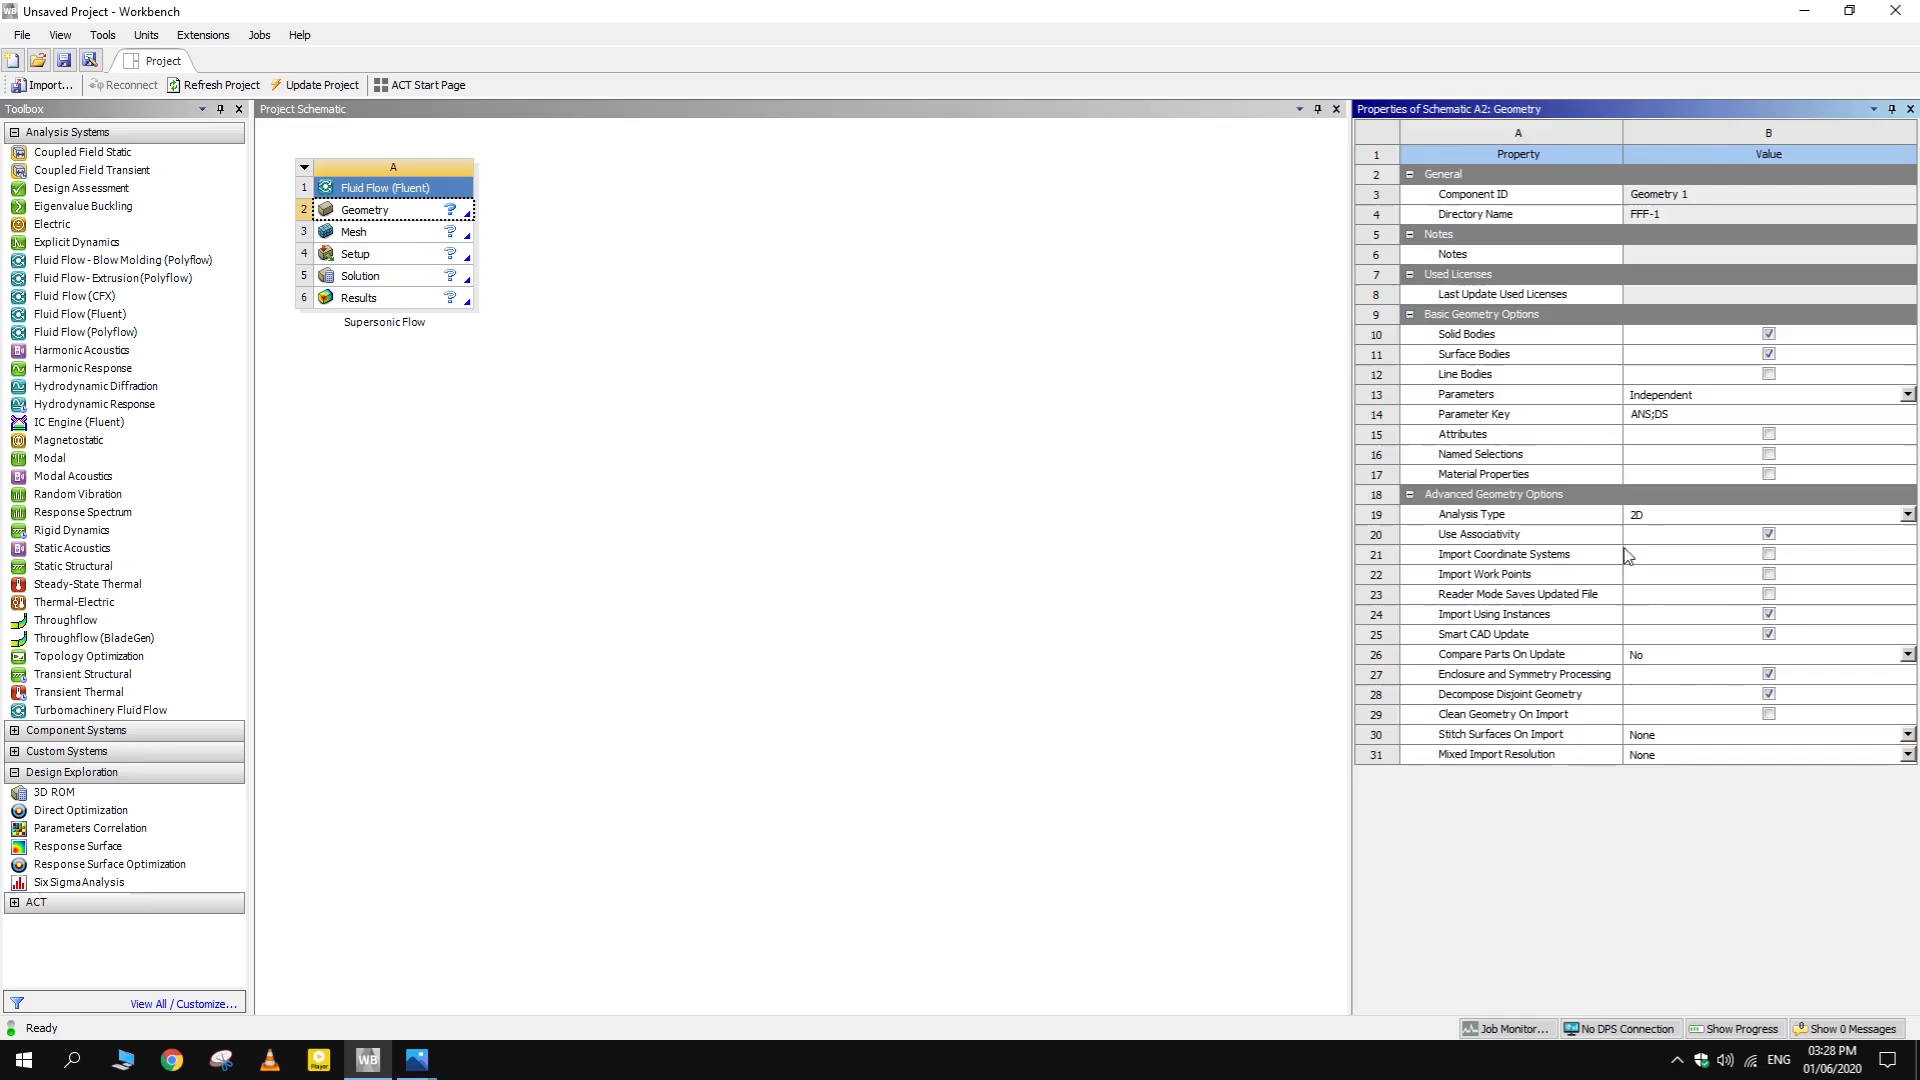 Unsaved Project - Workbench
File View Tools Units Extensions Jobs Help
Project
Import... Reconnect Refresh Project Update Project ACT Start Page
Toolbox
Analysis Systems
Coupled Field Static
Coupled Field Transient
Design Assessment
Eigenvalue Buckling
Electric
Explicit Dynamics
Fluid Flow - Blow Molding (Polyflow)
Fluid Flow - Extrusion (Polyflow)
Fluid Flow (CFX)
Fluid Flow (Fluent)
Fluid Flow (Polyflow)
Harmonic Acoustics
Harmonic Response
Hydrodynamic Diffraction
Hydrodynamic Response
IC Engine (Fluent)
Magnetostatic
Modal
Modal Acoustics
Random Vibration
Response Spectrum
Rigid Dynamics
Static Acoustics
Static Structural
Steady-State Thermal
Thermal-Electric
Throughflow
Throughflow (BladeGen)
Topology Optimization
Transient Structural
Transient Thermal
Turbomachinery Fluid Flow
Component Systems
Custom Systems
Design Exploration
3D ROM
Direct Optimization
Parameters Correlation
Response Surface
Response Surface Optimization
Six Sigma Analysis
ACT
View All / Customize...
Project Schematic
A
1 Fluid Flow (Fluent)
2 Geometry ?
3 Mesh ?
4 Setup ?
5 Solution ?
6 Results ?
Supersonic Flow
Properties of Schematic A2: Geometry
A B
1 Property Value
2 General
3 Component ID Geometry 1
4 Directory Name FFF-1
5 Notes
6 Notes
7 Used Licenses
8 Last Update Used Licenses
9 Basic Geometry Options
10 Solid Bodies
11 Surface Bodies
12 Line Bodies
13 Parameters Independent
14 Parameter Key ANS;DS
15 Attributes
16 Named Selections
17 Material Properties
18 Advanced Geometry Options
19 Analysis Type 2D
20 Use Associativity
21 Import Coordinate Systems
22 Import Work Points
23 Reader Mode Saves Updated File
24 Import Using Instances
25 Smart CAD Update
26 Compare Parts On Update No
27 Enclosure and Symmetry Processing
28 Decompose Disjoint Geometry
29 Clean Geometry On Import
30 Stitch Surfaces On Import None
31 Mixed Import Resolution None
Ready
Job Monitor... No DPS Connection Show Progress Show 0 Messages
WB
Player
WB
ENG
03:28 PM
01/06/2020